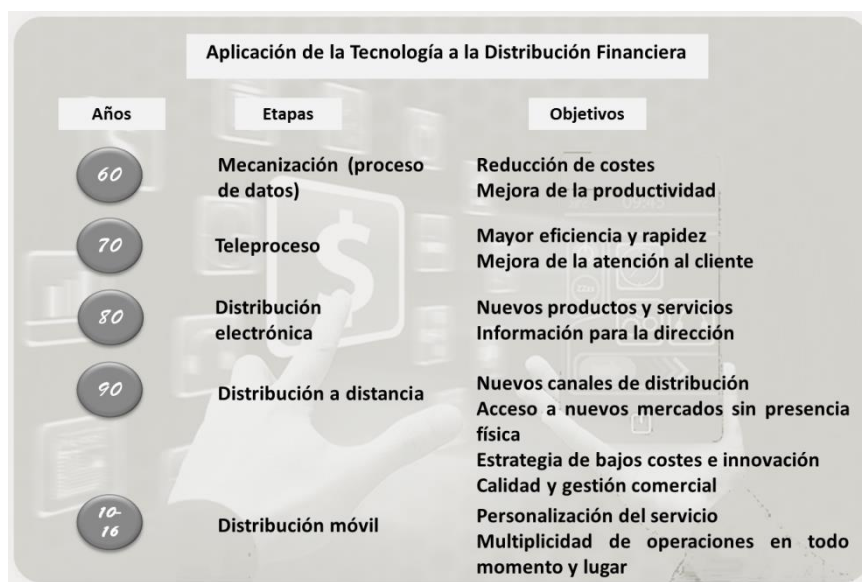 Aplicación de la Tecnología a la Distribución Financiera
Años
Etapas
Objetivos
60
Mecanización (proceso
de datos)
Reducción de costes
Mejora de la productividad
70
Teleproceso
Mayor eficiencia y rapidez
Mejora de la atención al cliente
80
Distribución
electrónica
Nuevos productos y servicios
Información para la dirección
90
Distribución a distancia
Nuevos canales de distribución
Acceso a nuevos mercados sin presencia
física
Estrategia de bajos costes e innovación
Calidad y gestión comercial
10-
16
Distribución móvil
Personalización del servicio
Multiplicidad de operaciones en todo
momento y lugar